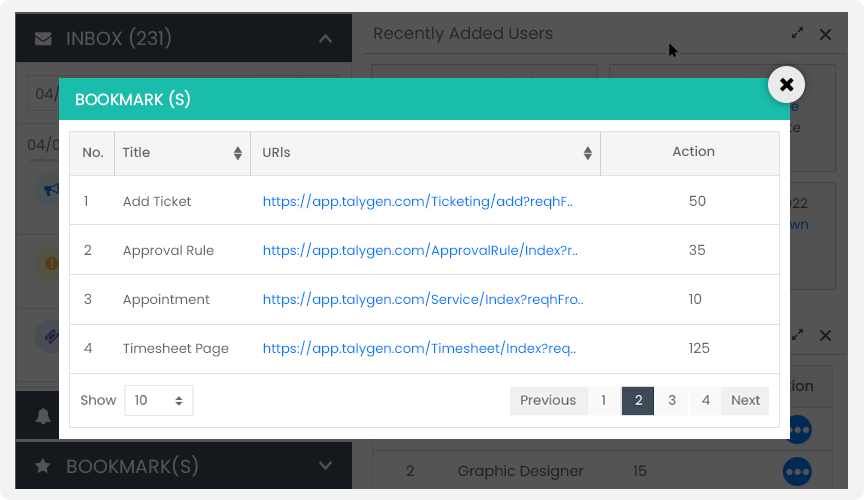 INBOX (231)
Recently Added Users
04/
BOOKMARK (S)
04/0
No. Title URIs Action
1 Add Ticket https://app.talygen.com/Ticketing/add?reqhF.. 50
2 Approval Rule https://app.talygen.com/ApprovalRule/Index?r.. 35
3 Appointment https://app.talygen.com/Service/Index?reqhFro.. 10
4 Timesheet Page https://app.talygen.com/Timesheet/Index?req.. 125
Show 10 Previous 1 2 3 4 Next
BOOKMARK(S)
2 Graphic Designer 15